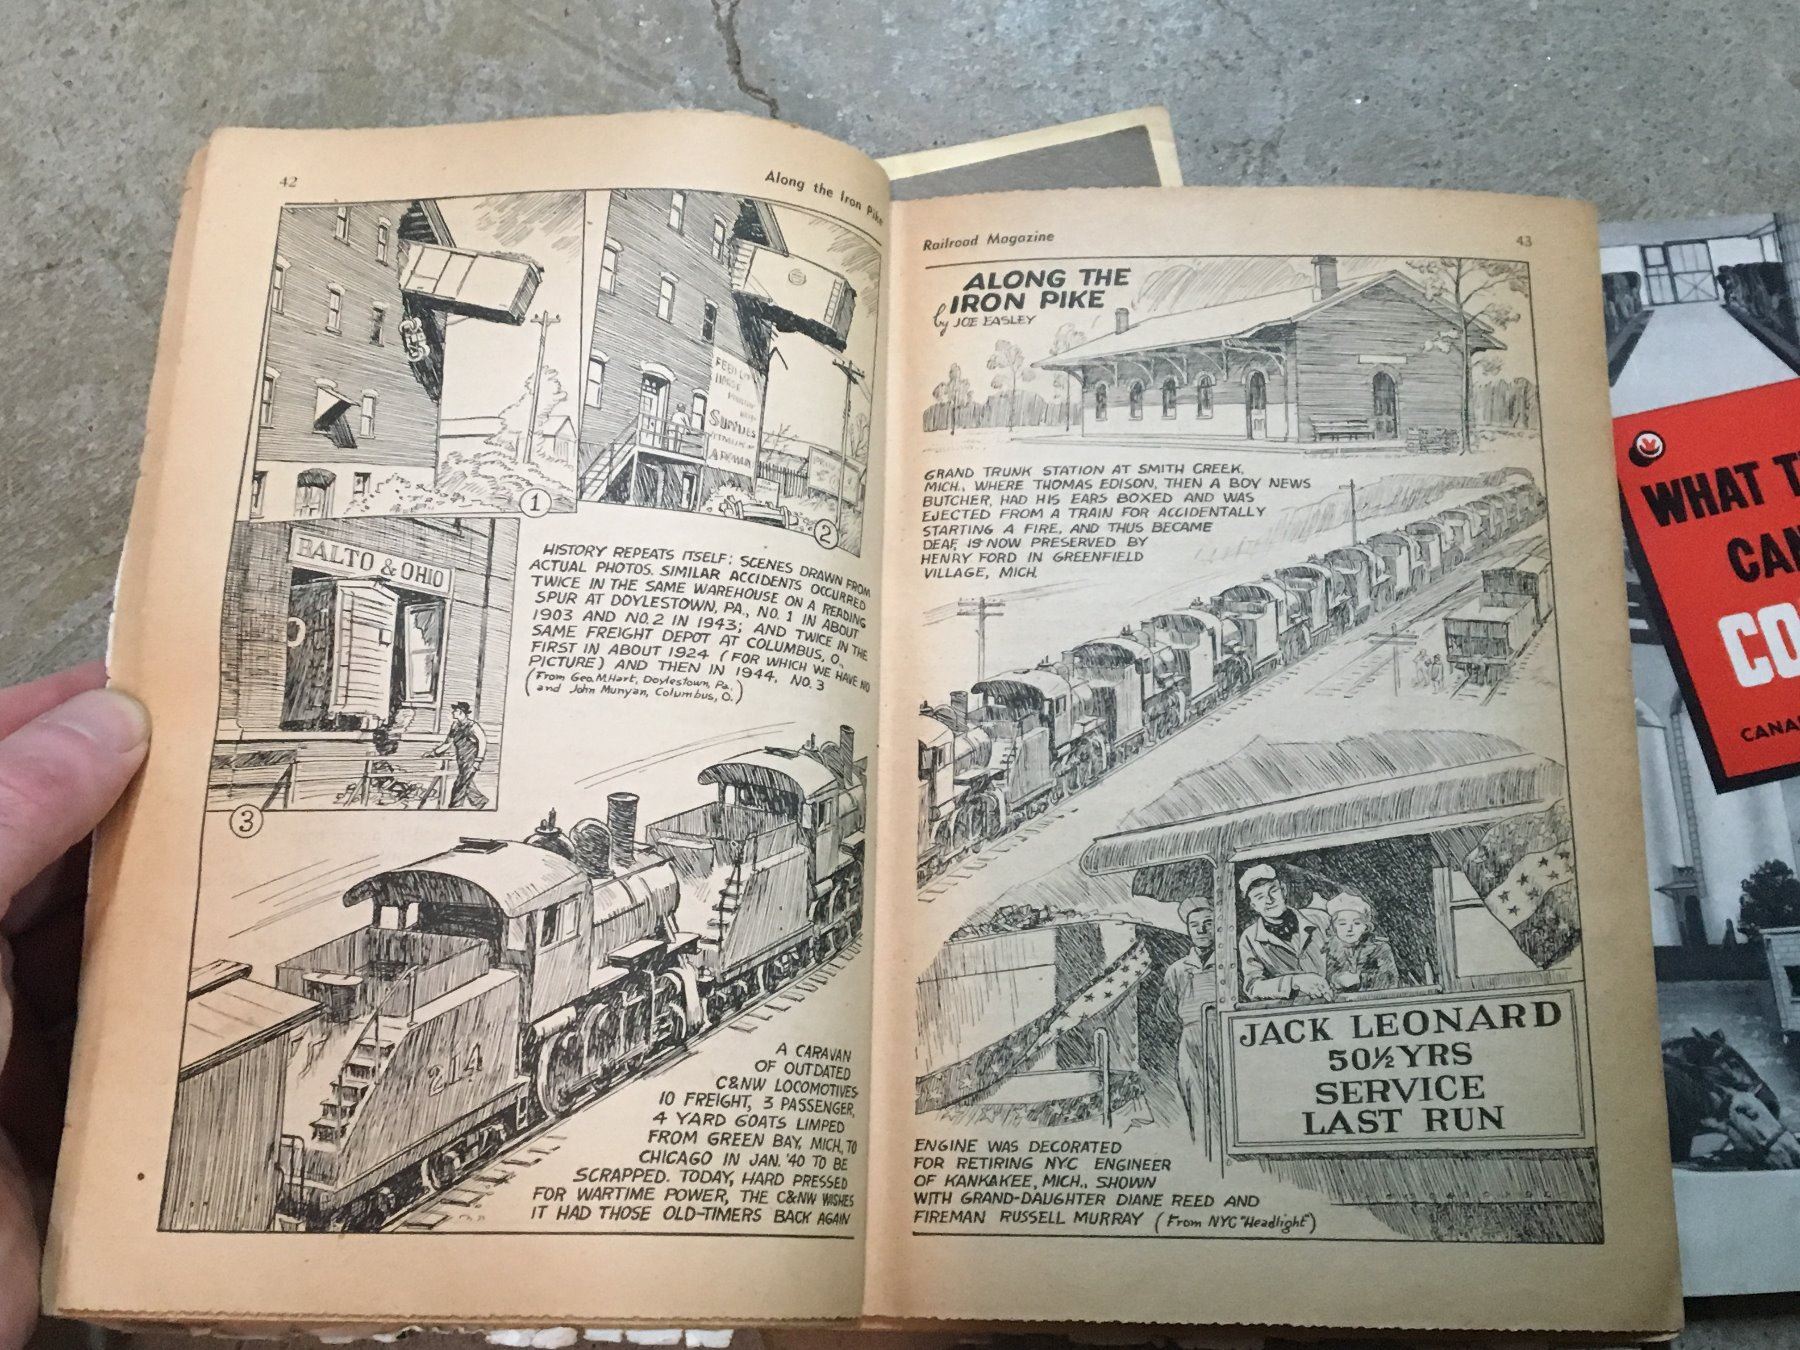 42
Along the Iron Pike
FEED
SUPPLIES
1
2
BALTO & OHIO
O
3
HISTORY REPEATS ITSELF: SCENES DRAWN FROM
ACTUAL PHOTOS. SIMILAR ACCIDENTS OCCURRED
TWICE IN THE SAME WAREHOUSE ON A READING
SPUR AT DOYLESTOWN, PA., NO. 1 IN ABOUT
1903 AND NO. 2 IN 1943; AND TWICE IN THE
SAME FREIGHT DEPOT AT COLUMBUS, O.,
FIRST IN ABOUT 1924 (FOR WHICH WE HAVE NO
PICTURE) AND THEN IN 1944, NO. 3
(From Geo. M. Hart, Doylestown, Pa.
and John Munyan, Columbus, O.)
214
A CARAVAN
OF OUTDATED
C&NW LOCOMOTIVES
10 FREIGHT, 3 PASSENGER,
4 YARD GOATS LIMPED
FROM GREEN BAY, MICH., TO
CHICAGO IN JAN. '40 TO BE
SCRAPPED. TODAY, HARD PRESSED
FOR WARTIME POWER, THE C&NW WISHES
IT HAD THOSE OLD-TIMERS BACK AGAIN
Railroad Magazine
43
ALONG THE
IRON PIKE
by JOE EASLEY
GRAND TRUNK STATION AT SMITH CREEK,
MICH., WHERE THOMAS EDISON, THEN A BOY NEWS
BUTCHER, HAD HIS EARS BOXED AND WAS
EJECTED FROM A TRAIN FOR ACCIDENTALLY
STARTING A FIRE, AND THUS BECAME
DEAF, IS NOW PRESERVED BY
HENRY FORD IN GREENFIELD
VILLAGE, MICH.
JACK LEONARD
50½ YRS
SERVICE
LAST RUN
ENGINE WAS DECORATED
FOR RETIRING NYC ENGINEER
OF KANKAKEE, MICH., SHOWN
WITH GRAND-DAUGHTER DIANE REED AND
FIREMAN RUSSELL MURRAY (From NYC "Headlight")
WHAT
CAN
CO
CANA